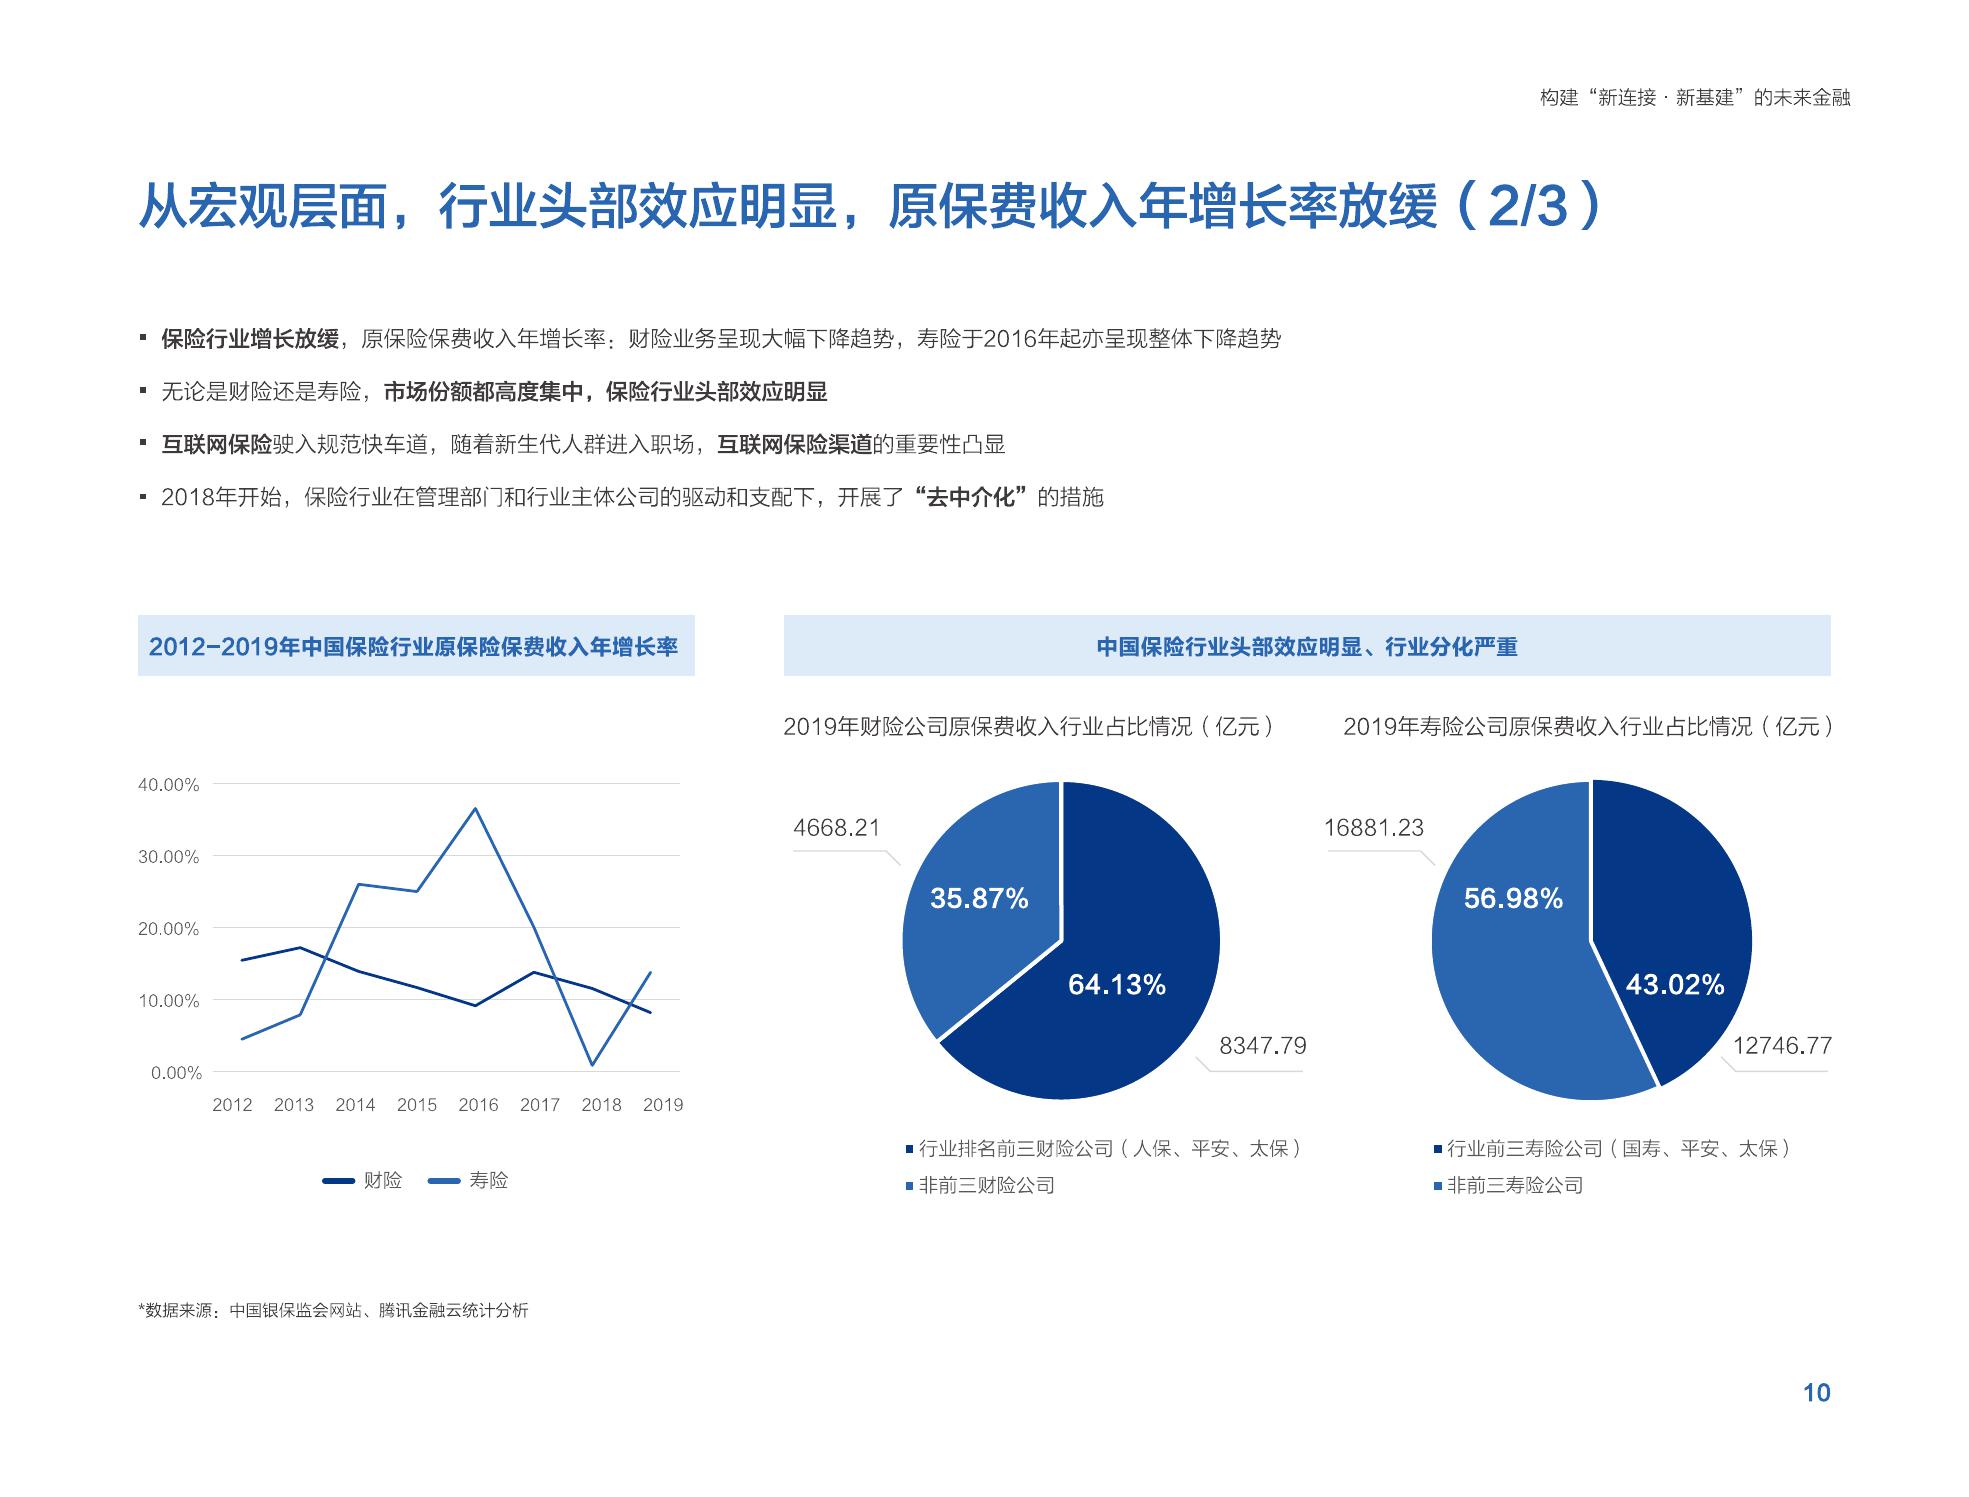 构建“新连接·新基建”的未来金融
从宏观层面，行业头部效应明显，原保费收入年增长率放缓（2/3）
▪ 保险行业增长放缓，原保险保费收入年增长率：财险业务呈现大幅下降趋势，寿险于2016年起亦呈现整体下降趋势
▪ 无论是财险还是寿险，市场份额都高度集中，保险行业头部效应明显
▪ 互联网保险驶入规范快车道，随着新生代人群进入职场，互联网保险渠道的重要性凸显
▪ 2018年开始，保险行业在管理部门和行业主体公司的驱动和支配下，开展了“去中介化”的措施
2012-2019年中国保险行业原保险保费收入年增长率
40.00%
30.00%
20.00%
10.00%
0.00%
2012 2013 2014 2015 2016 2017 2018 2019
财险 寿险
中国保险行业头部效应明显、行业分化严重
2019年财险公司原保费收入行业占比情况（亿元）
4668.21
35.87%
64.13%
8347.79
行业排名前三财险公司（人保、平安、太保）
非前三财险公司
2019年寿险公司原保费收入行业占比情况（亿元）
16881.23
56.98%
43.02%
12746.77
行业前三寿险公司（国寿、平安、太保）
非前三寿险公司
*数据来源：中国银保监会网站、腾讯金融云统计分析
10